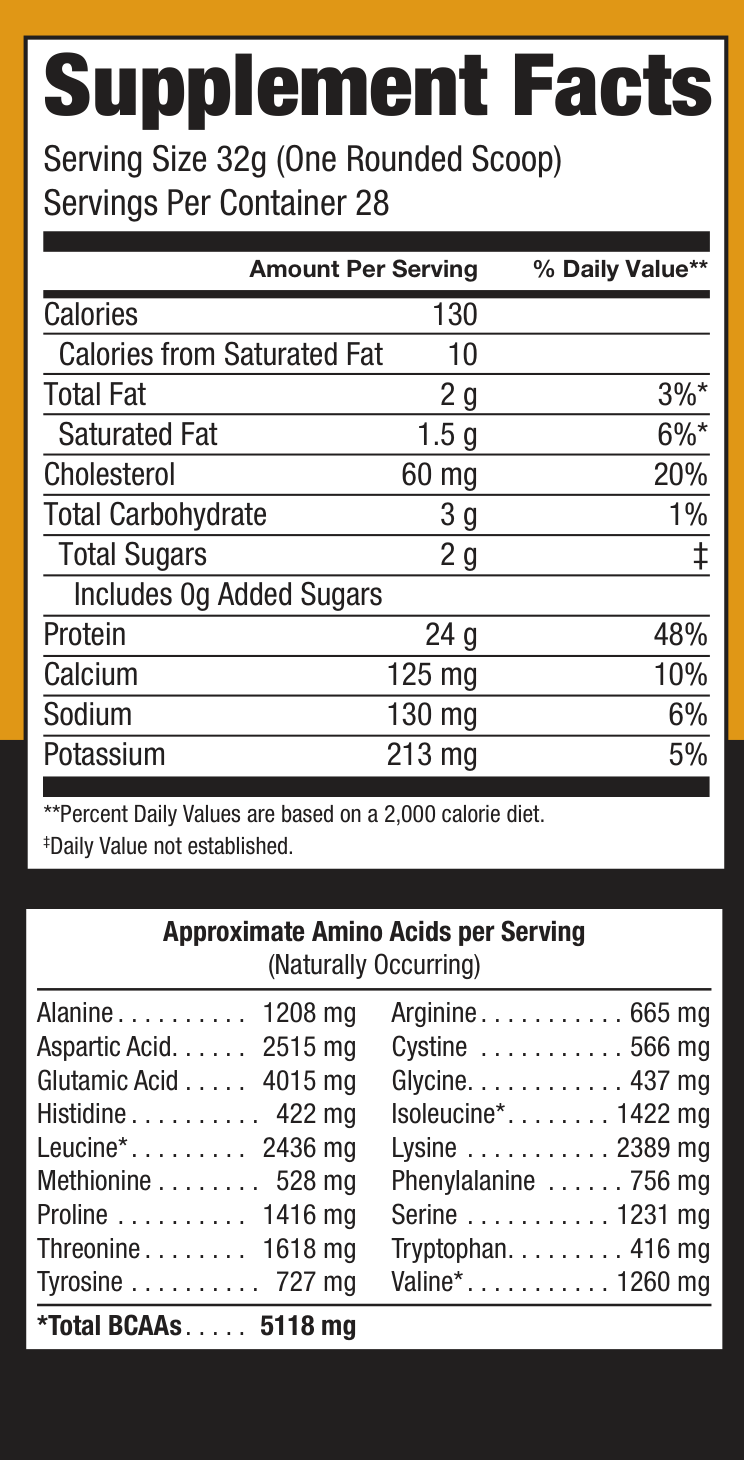 Supplement Facts
Serving Size 32g (One Rounded Scoop)
Servings Per Container 28
Amount Per Serving % Daily Value**
Calories 130
Calories from Saturated Fat 10
Total Fat 2 g 3%*
Saturated Fat 1.5 g 6%*
Cholesterol 60 mg 20%
Total Carbohydrate 3 g 1%
Total Sugars 2 g ‡
Includes 0g Added Sugars
Protein 24 g 48%
Calcium 125 mg 10%
Sodium 130 mg 6%
Potassium 213 mg 5%
**Percent Daily Values are based on a 2,000 calorie diet.
‡Daily Value not established.
Approximate Amino Acids per Serving
(Naturally Occurring)
Alanine . . . . . . . . . . 1208 mg Arginine . . . . . . . . . . . 665 mg
Aspartic Acid. . . . . . 2515 mg Cystine . . . . . . . . . . . 566 mg
Glutamic Acid . . . . . 4015 mg Glycine. . . . . . . . . . . . 437 mg
Histidine . . . . . . . . . . 422 mg Isoleucine*. . . . . . . . 1422 mg
Leucine* . . . . . . . . . 2436 mg Lysine . . . . . . . . . . . 2389 mg
Methionine . . . . . . . . 528 mg Phenylalanine . . . . . . 756 mg
Proline . . . . . . . . . . 1416 mg Serine . . . . . . . . . . . 1231 mg
Threonine . . . . . . . . 1618 mg Tryptophan. . . . . . . . . 416 mg
Tyrosine . . . . . . . . . . 727 mg Valine* . . . . . . . . . . . 1260 mg
*Total BCAAs . . . . . 5118 mg